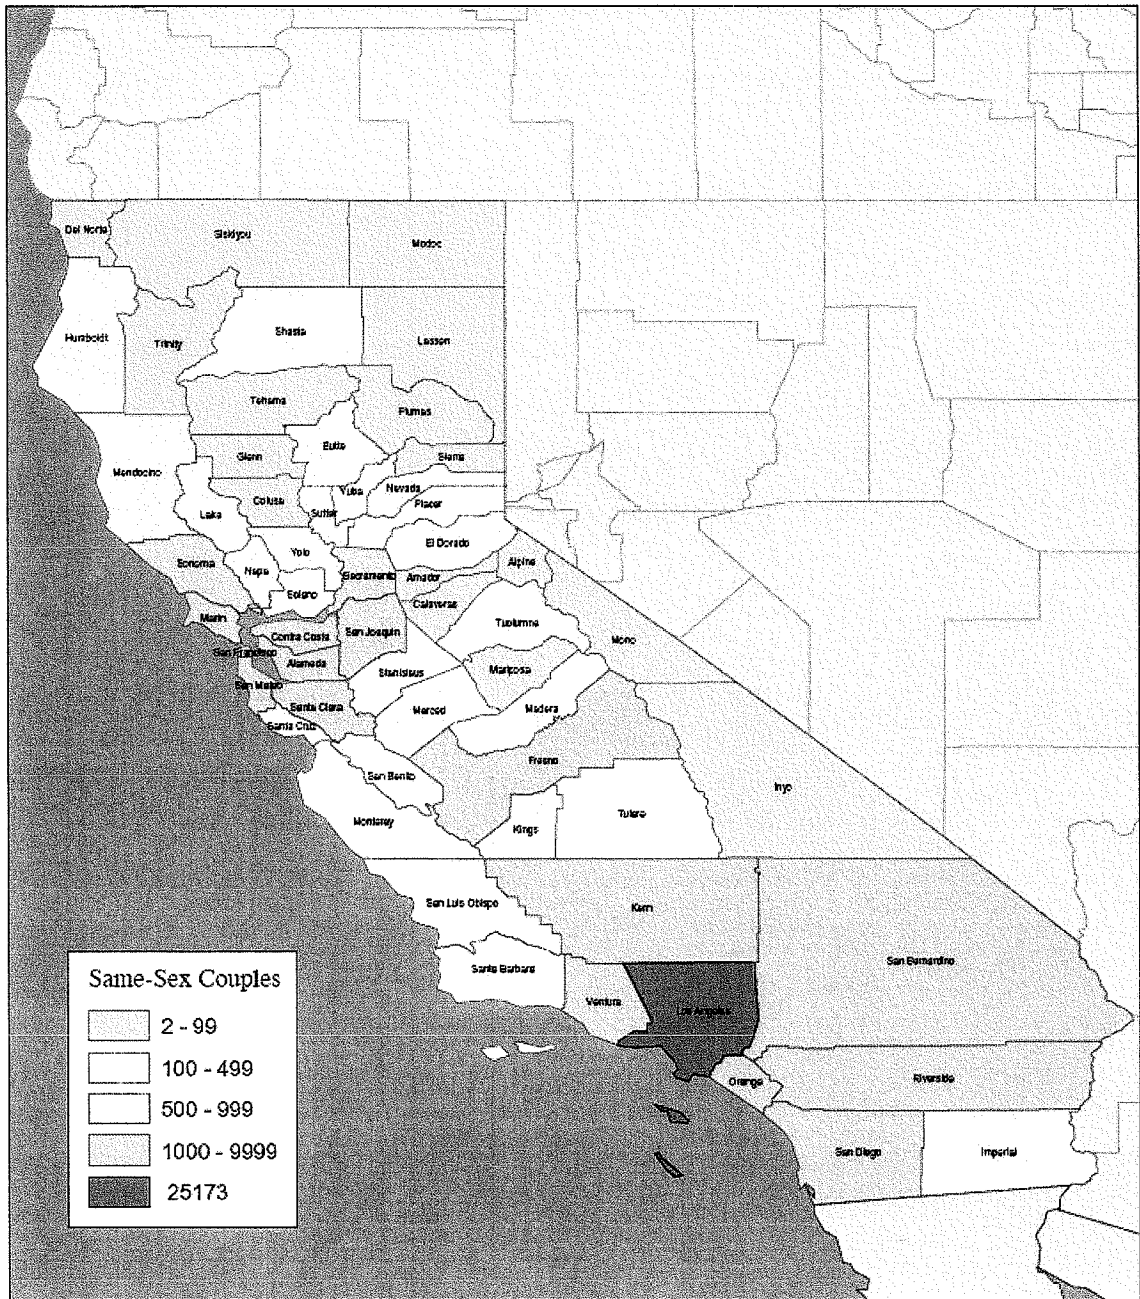 Del Norte
Siskiyou
Modoc
Humboldt
Trinity
Shasta
Lassen
Tehama
Plumas
Mendocino
Glenn
Butte
Sierra
Lake
Colusa
Sutter
Yuba
Nevada
Placer
Sonoma
Napa
Yolo
El Dorado
Sacramento
Amador
Alpine
Solano
Calaveras
Marin
Contra Costa
San Joaquin
Tuolumne
Mono
San Francisco
Alameda
Stanislaus
Mariposa
San Mateo
Santa Clara
Merced
Madera
Santa Cruz
San Benito
Fresno
Inyo
Monterey
Kings
Tulare
San Luis Obispo
Kern
San Bernardino
Santa Barbara
Ventura
Los Angeles
Orange
Riverside
San Diego
Imperial
Same-Sex Couples
2 - 99
100 - 499
500 - 999
1000 - 9999
25173